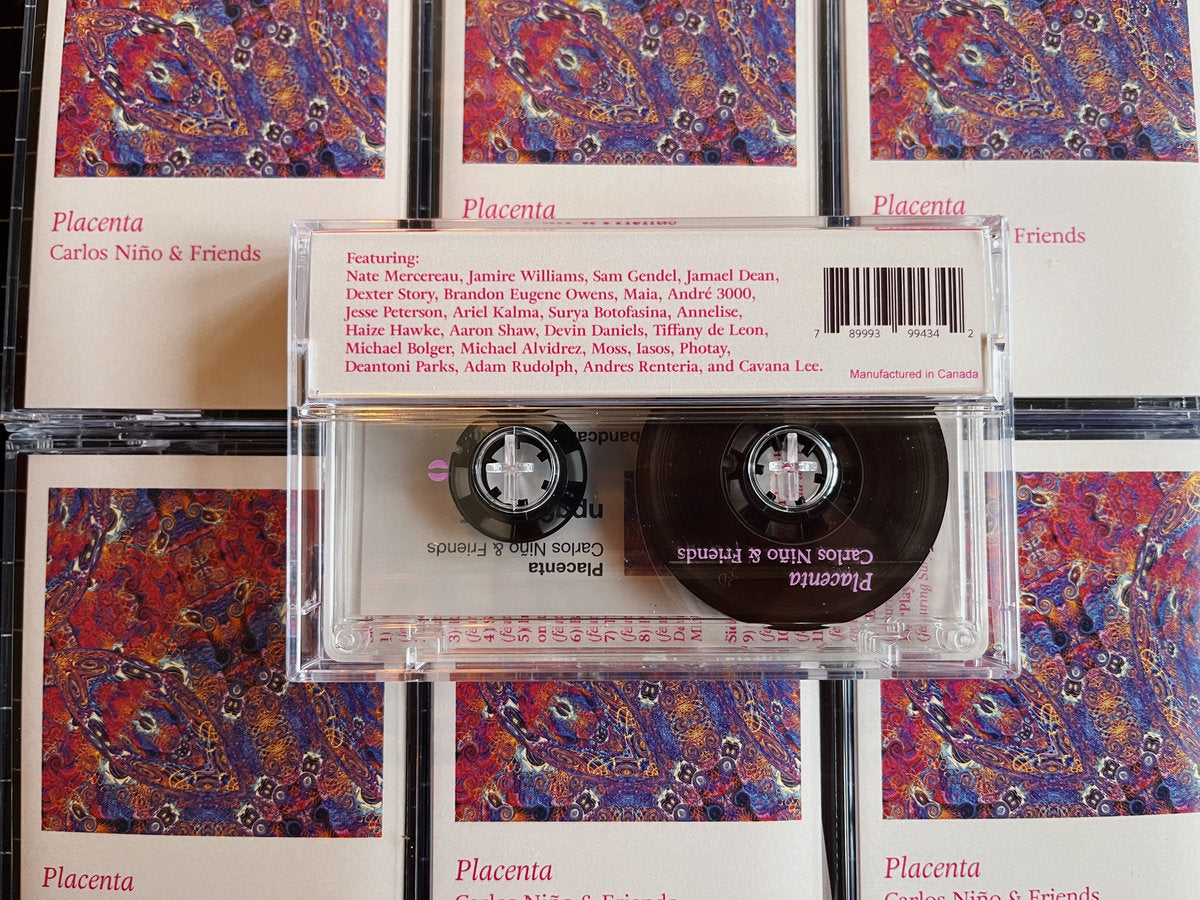 Placenta
Carlos Niño & Friends
Placenta
Placenta
Friends
Featuring:
Nate Mercereau, Jamire Williams, Sam Gendel, Jamael Dean,
Dexter Story, Brandon Eugene Owens, Maia, André 3000,
Jesse Peterson, Ariel Kalma, Surya Botofasina, Annelise,
Haize Hawke, Aaron Shaw, Devin Daniels, Tiffany de Leon,
Michael Bolger, Michael Alvidrez, Moss, Iasos, Photay,
Deantoni Parks, Adam Rudolph, Andres Renteria, and Cavana Lee.
7 89993 99434 2
Manufactured in Canada
Placenta
Carlos Niño & Friends
Placenta
Carlos Niño & Friends
Placenta
Placenta
Carlos Niño & Friends
Placenta
Carlos Niño & Friends